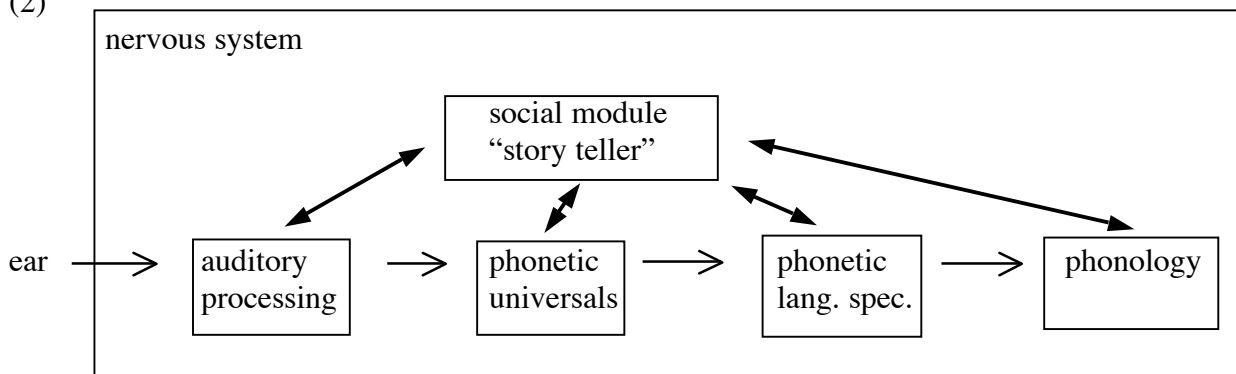 (2)
nervous system
social module
“story teller”
ear
auditory
processing
phonetic
universals
phonetic
lang. spec.
phonology